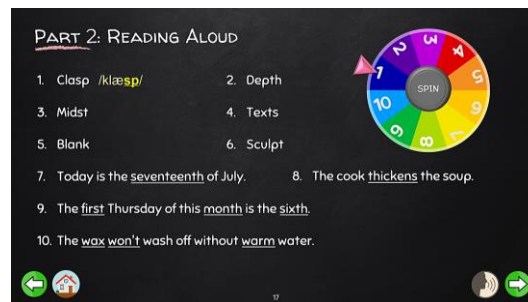 PART 2: READING ALOUD
1. Clasp /klæsp/ 2. Depth
3. Midst 4. Texts
5. Blank 6. Sculpt
7. Today is the seventeenth of July. 8. The cook thickens the soup.
9. The first Thursday of this month is the sixth.
10. The wax won't wash off without warm water.
1 2 3 4 5 6 7 8 9 10
SPIN
17